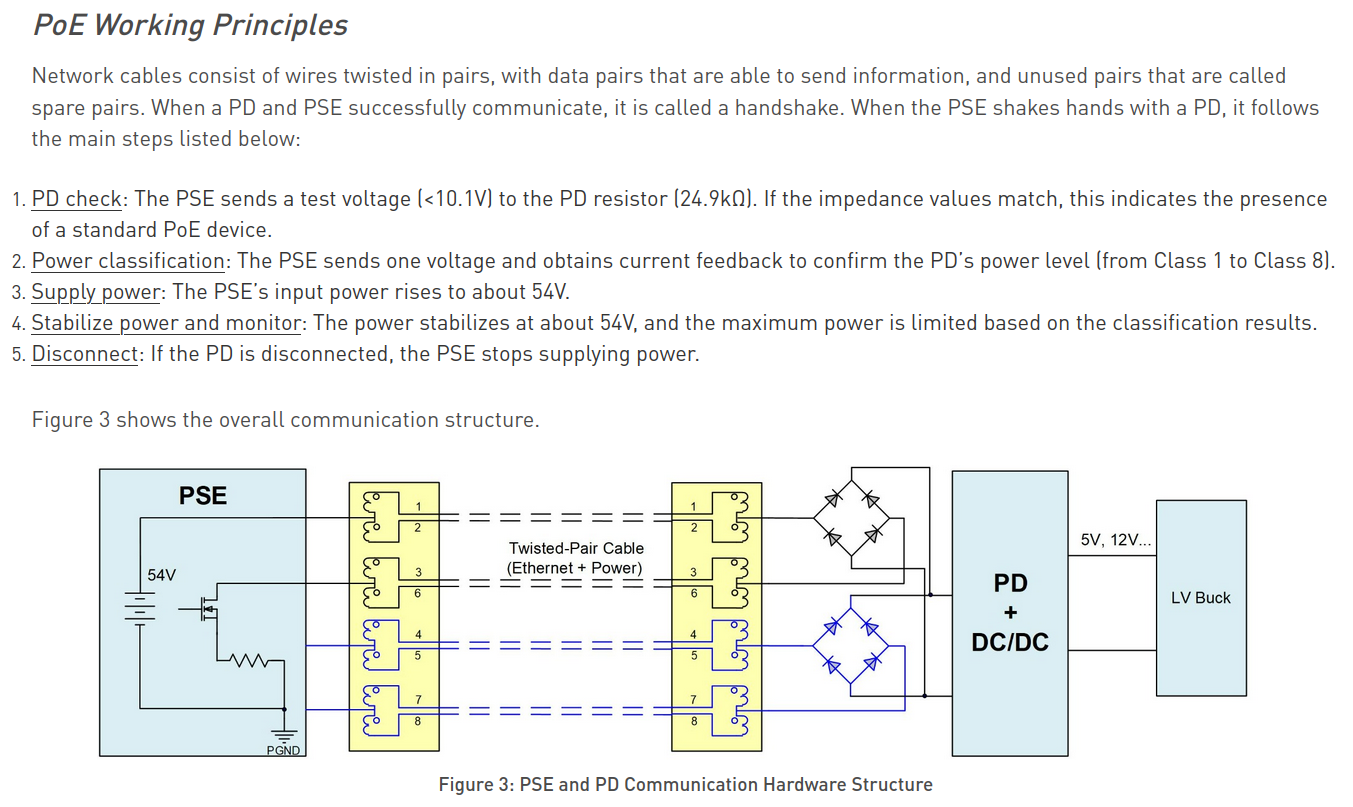 PoE Working Principles
Network cables consist of wires twisted in pairs, with data pairs that are able to send information, and unused pairs that are called
spare pairs. When a PD and PSE successfully communicate, it is called a handshake. When the PSE shakes hands with a PD, it follows
the main steps listed below:
1. PD check: The PSE sends a test voltage (<10.1V) to the PD resistor (24.9kΩ). If the impedance values match, this indicates the presence
of a standard PoE device.
2. Power classification: The PSE sends one voltage and obtains current feedback to confirm the PD's power level (from Class 1 to Class 8).
3. Supply power: The PSE's input power rises to about 54V.
4. Stabilize power and monitor: The power stabilizes at about 54V, and the maximum power is limited based on the classification results.
5. Disconnect: If the PD is disconnected, the PSE stops supplying power.
Figure 3 shows the overall communication structure.
PSE
54V
PGND
1
2
3
6
4
5
7
8
Twisted-Pair Cable
(Ethernet + Power)
1
2
3
6
4
5
7
8
PD
+
DC/DC
5V, 12V...
LV Buck
Figure 3: PSE and PD Communication Hardware Structure